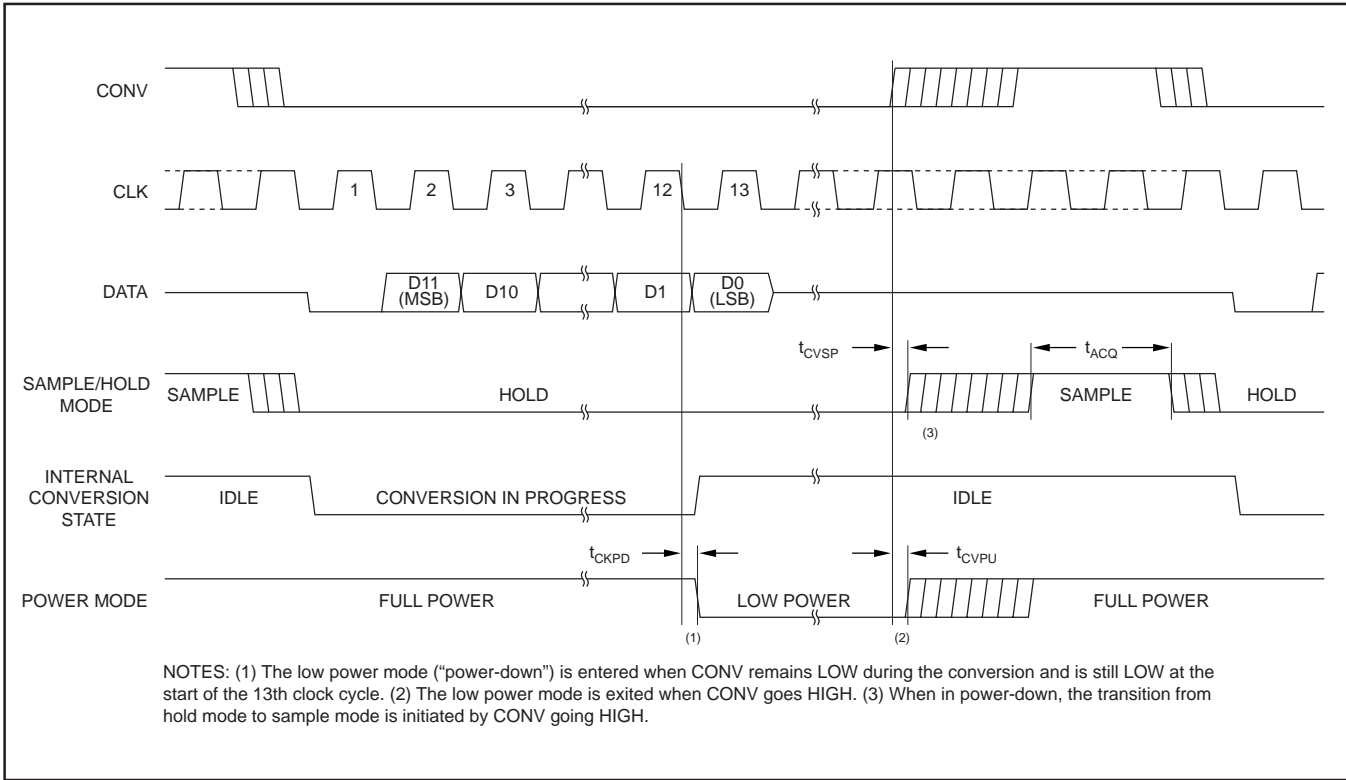 CONV
CLK
1 2 3 12 13
DATA
D11
(MSB)
D10
D1
D0
(LSB)
tCVSP
tACQ
SAMPLE/HOLD
MODE
SAMPLE
HOLD
SAMPLE
HOLD
(3)
INTERNAL
CONVERSION
STATE
IDLE
CONVERSION IN PROGRESS
IDLE
tCKPD
tCVPU
POWER MODE
FULL POWER
LOW POWER
FULL POWER
(1)
(2)
NOTES: (1) The low power mode (“power-down”) is entered when CONV remains LOW during the conversion and is still LOW at the
start of the 13th clock cycle. (2) The low power mode is exited when CONV goes HIGH. (3) When in power-down, the transition from
hold mode to sample mode is initiated by CONV going HIGH.